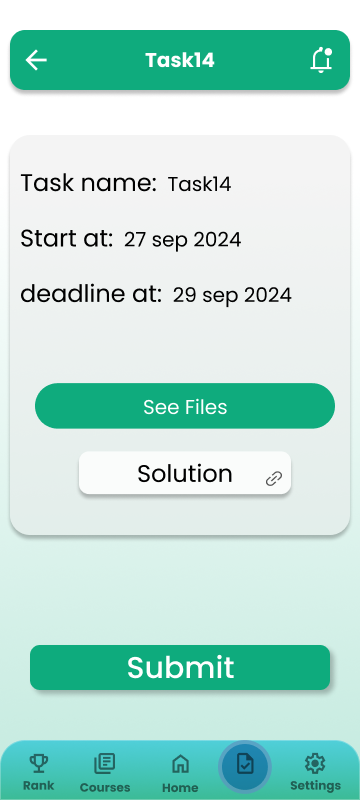 Task14
Task name: Task14
Start at: 27 sep 2024
deadline at: 29 sep 2024
See Files
Solution
Submit
Rank Courses Home Settings